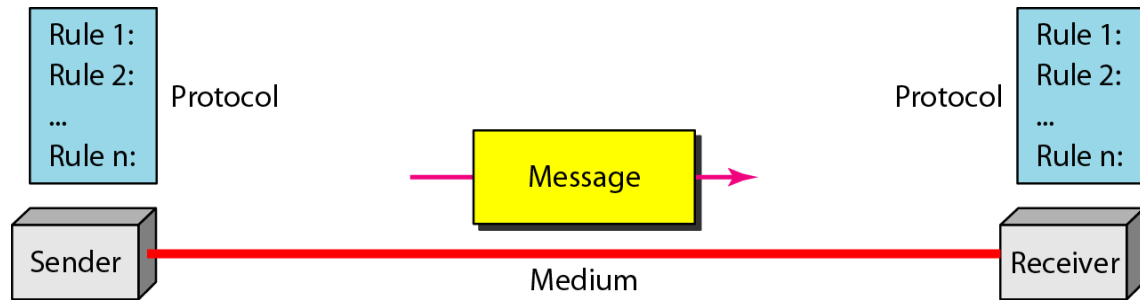 Rule 1:
Rule 2:
...
Rule n:
Protocol
Protocol
Rule 1:
Rule 2:
...
Rule n:
Message
Sender
Medium
Receiver